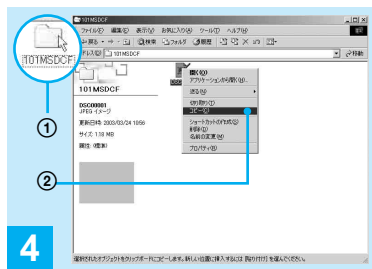 101MSDCF
ファイル(F) 編集(E) 表示(V) お気に入り(A) ツール(T) ヘルプ(H)
戻る 検索 フォルダ 履歴
アドレス(D) 101MSDCF 移動
101MSDCF
①
101MSDCF
DSC00001
JPEG イメージ
更新日時: 2003/03/24 1056
サイズ: 1.18 MB
属性: (標準)
開く(O)
アプリケーションから開く(H)...
送る(N)
切り取り(T)
コピー(C)
ショートカットの作成(S)
削除(D)
名前の変更(M)
プロパティ(R)
②
4
選択されたオブジェクトをクリップボードにコピーします。新しい位置に挿入するには [貼り付け] を選んでください。